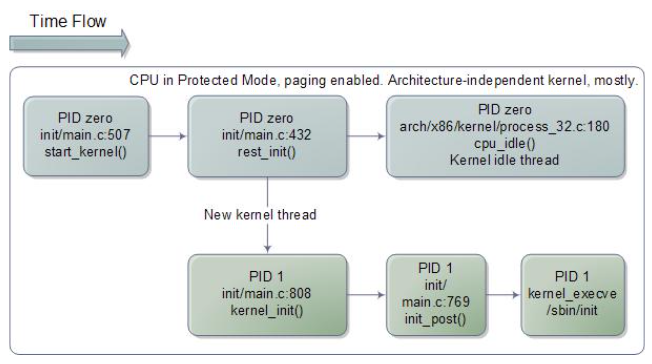 Time Flow
CPU in Protected Mode, paging enabled. Architecture-independent kernel, mostly.
PID zero
init/main.c:507
start_kernel()
PID zero
init/main.c:432
rest_init()
PID zero
arch/x86/kernel/process_32.c:180
cpu_idle()
Kernel idle thread
New kernel thread
PID 1
init/main.c:808
kernel_init()
PID 1
init/
main.c:769
init_post()
PID 1
kernel_execve
/sbin/init